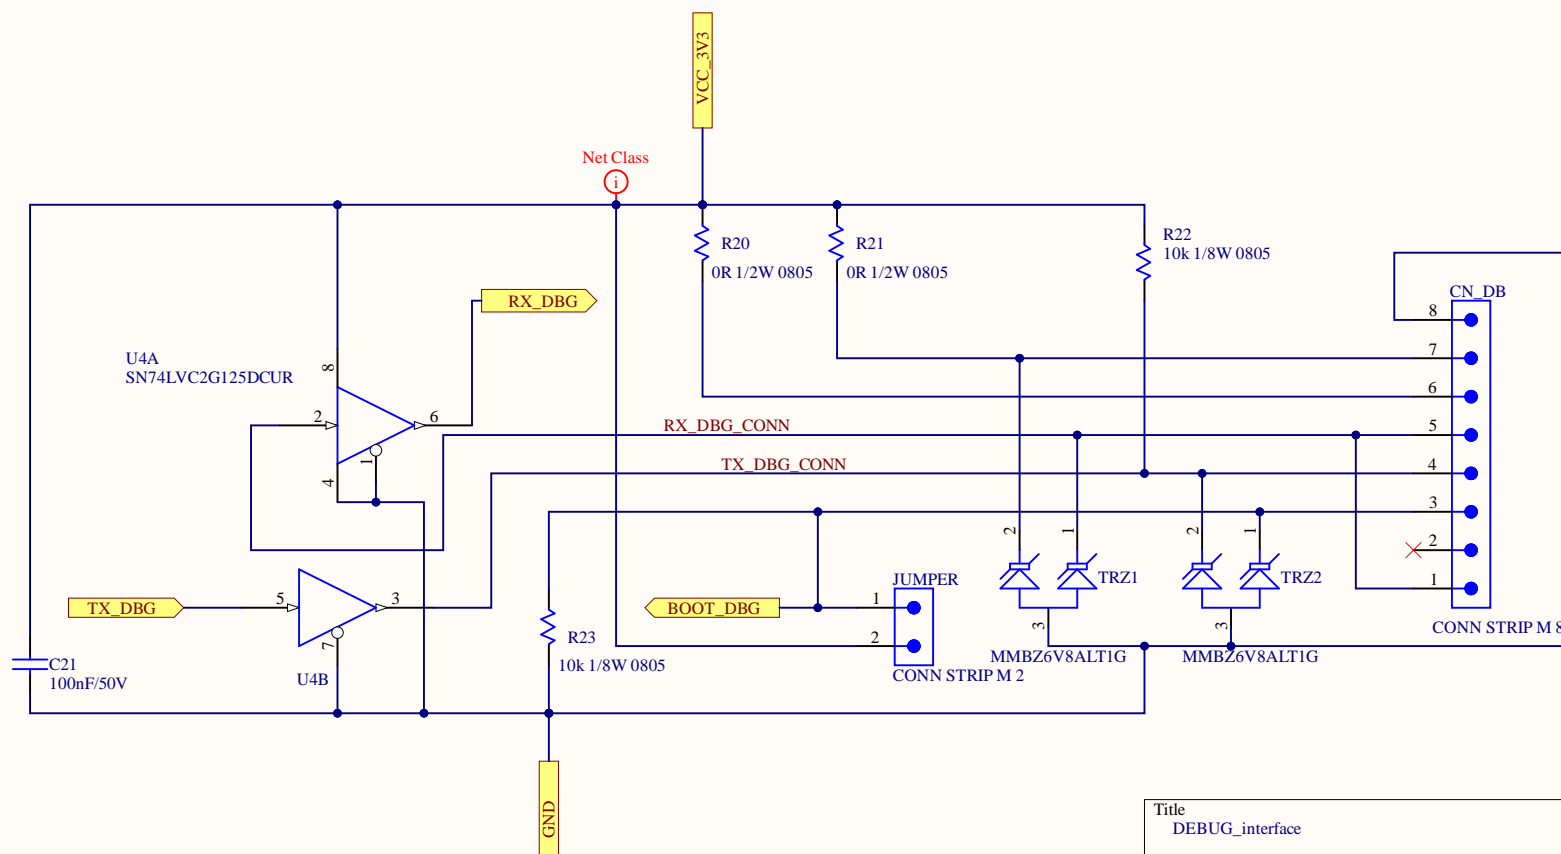 VCC_3V3
Net Class
i
R20
0R 1/2W 0805
R21
0R 1/2W 0805
R22
10k 1/8W 0805
CN_DB
8
7
6
5
4
3
2
1
CONN STRIP M 8
RX_DBG
U4A
SN74LVC2G125DCUR
8
2
6
1
4
RX_DBG_CONN
TX_DBG_CONN
TX_DBG
5
3
7
U4B
C21
100nF/50V
R23
10k 1/8W 0805
BOOT_DBG
JUMPER
1
2
CONN STRIP M 2
2
1
TRZ1
3
MMBZ6V8ALT1G
2
1
TRZ2
3
MMBZ6V8ALT1G
GND
Title
DEBUG_interface